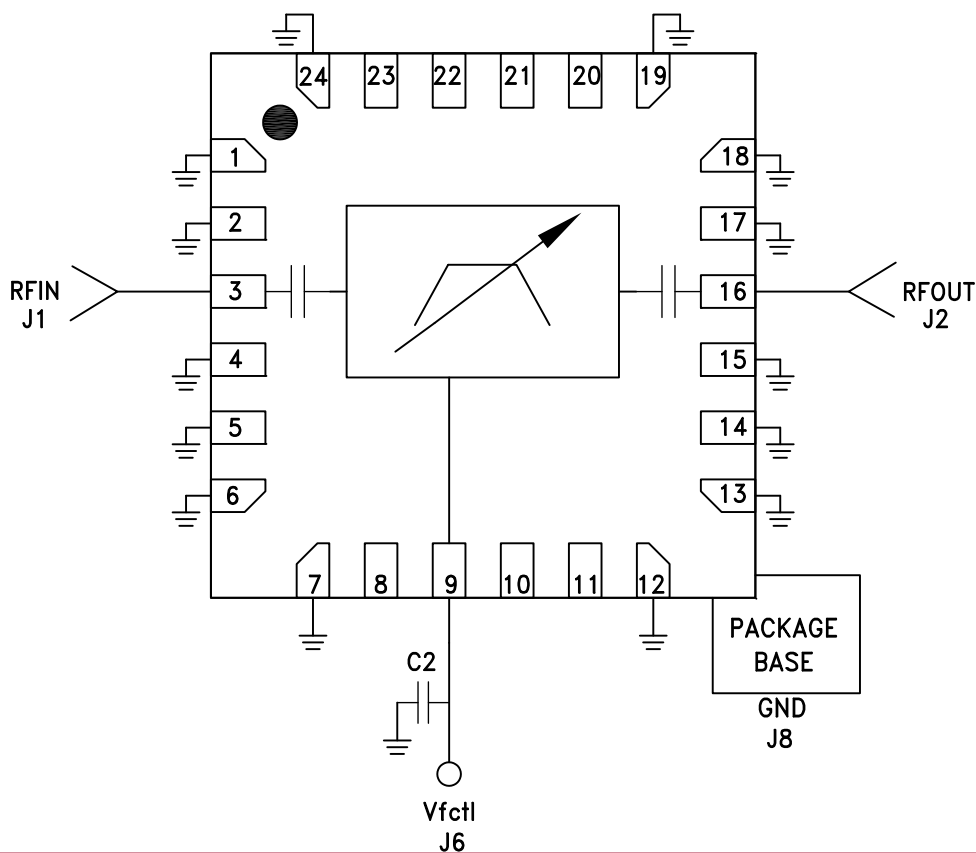 24 23 22 21 20 19
1 18
2 17
RFIN 3 16 RFOUT
J1 J2
4 15
5 14
6 13
7 8 9 10 11 12
PACKAGE
BASE
C2
GND
J8
Vfctl
J6